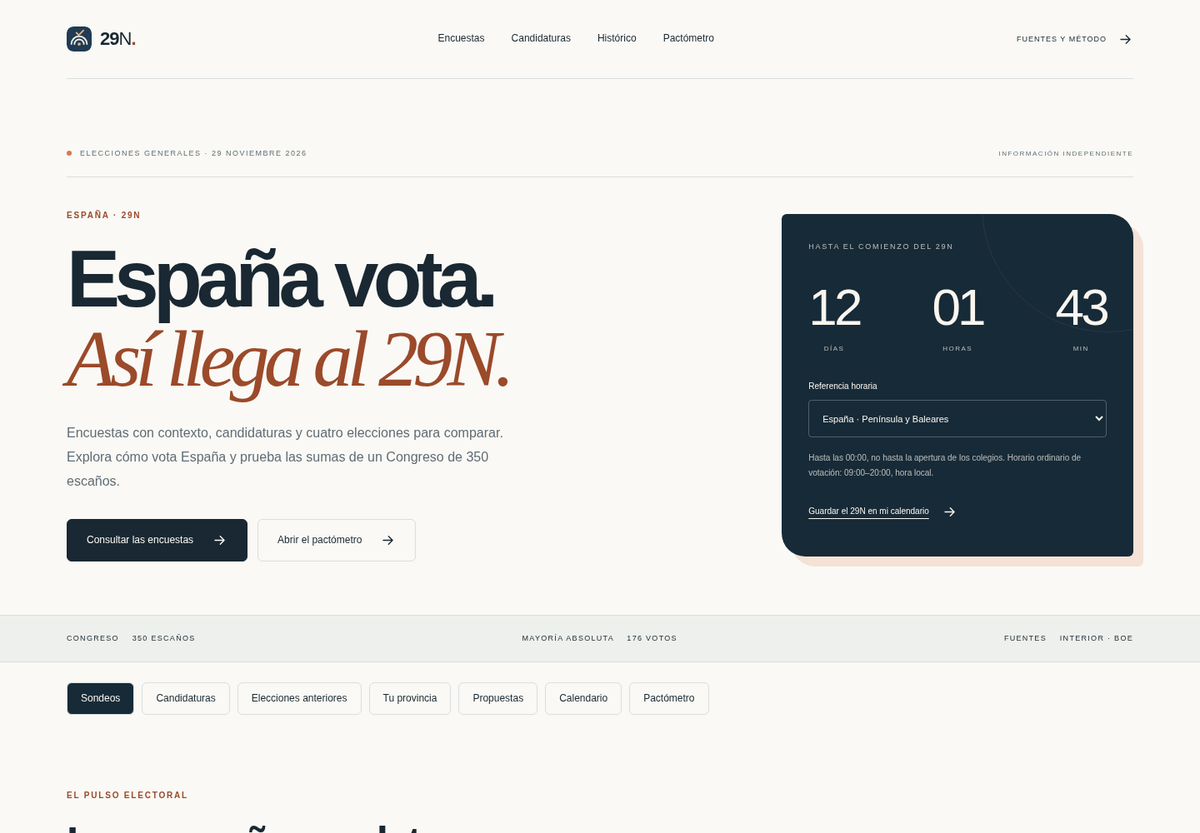 29N.
Encuestas
Candidaturas
Histórico
Pactómetro
FUENTES Y MÉTODO
ELECCIONES GENERALES · 29 NOVIEMBRE 2026
INFORMACIÓN INDEPENDIENTE
ESPAÑA · 29N
España vota.
Así llega al 29N.
Encuestas con contexto, candidaturas y cuatro elecciones para comparar.
Explora cómo vota España y prueba las sumas de un Congreso de 350
escaños.
Consultar las encuestas
Abrir el pactómetro
HASTA EL COMIENZO DEL 29N
12 01 43
DÍAS HORAS MIN
Referencia horaria
España · Península y Baleares
Hasta las 00:00, no hasta la apertura de los colegios. Horario ordinario de
votación: 09:00–20:00, hora local.
Guardar el 29N en mi calendario
CONGRESO 350 ESCAÑOS
MAYORÍA ABSOLUTA 176 VOTOS
FUENTES INTERIOR · BOE
Sondeos
Candidaturas
Elecciones anteriores
Tu provincia
Propuestas
Calendario
Pactómetro
EL PULSO ELECTORAL